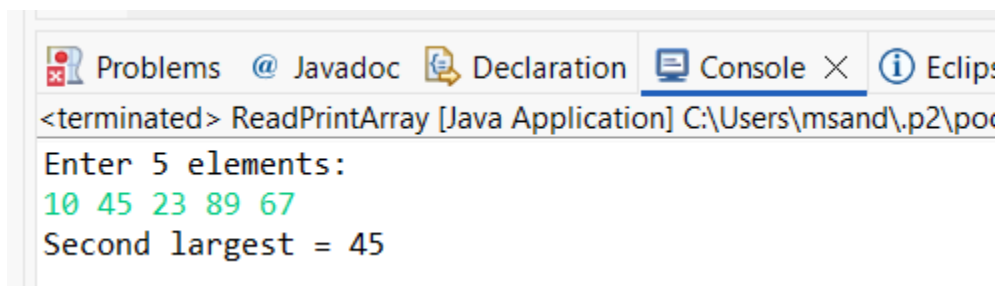 Problems @ Javadoc Declaration Console Eclips
<terminated> ReadPrintArray [Java Application] C:\Users\msand\.p2\poo
Enter 5 elements:
10 45 23 89 67
Second largest = 45